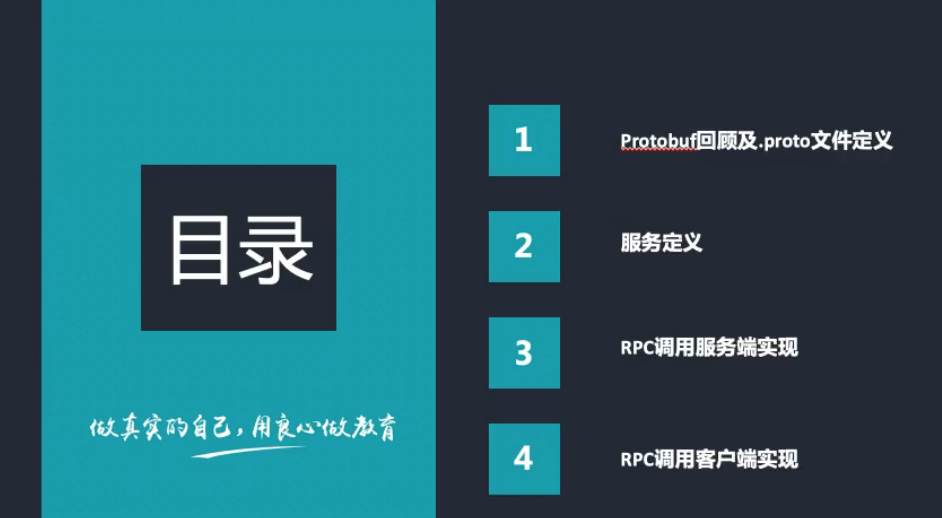 目录
做真实的自己，用良心做教育
1
Protobuf回顾及.proto文件定义
2
服务定义
3
RPC调用服务端实现
4
RPC调用客户端实现